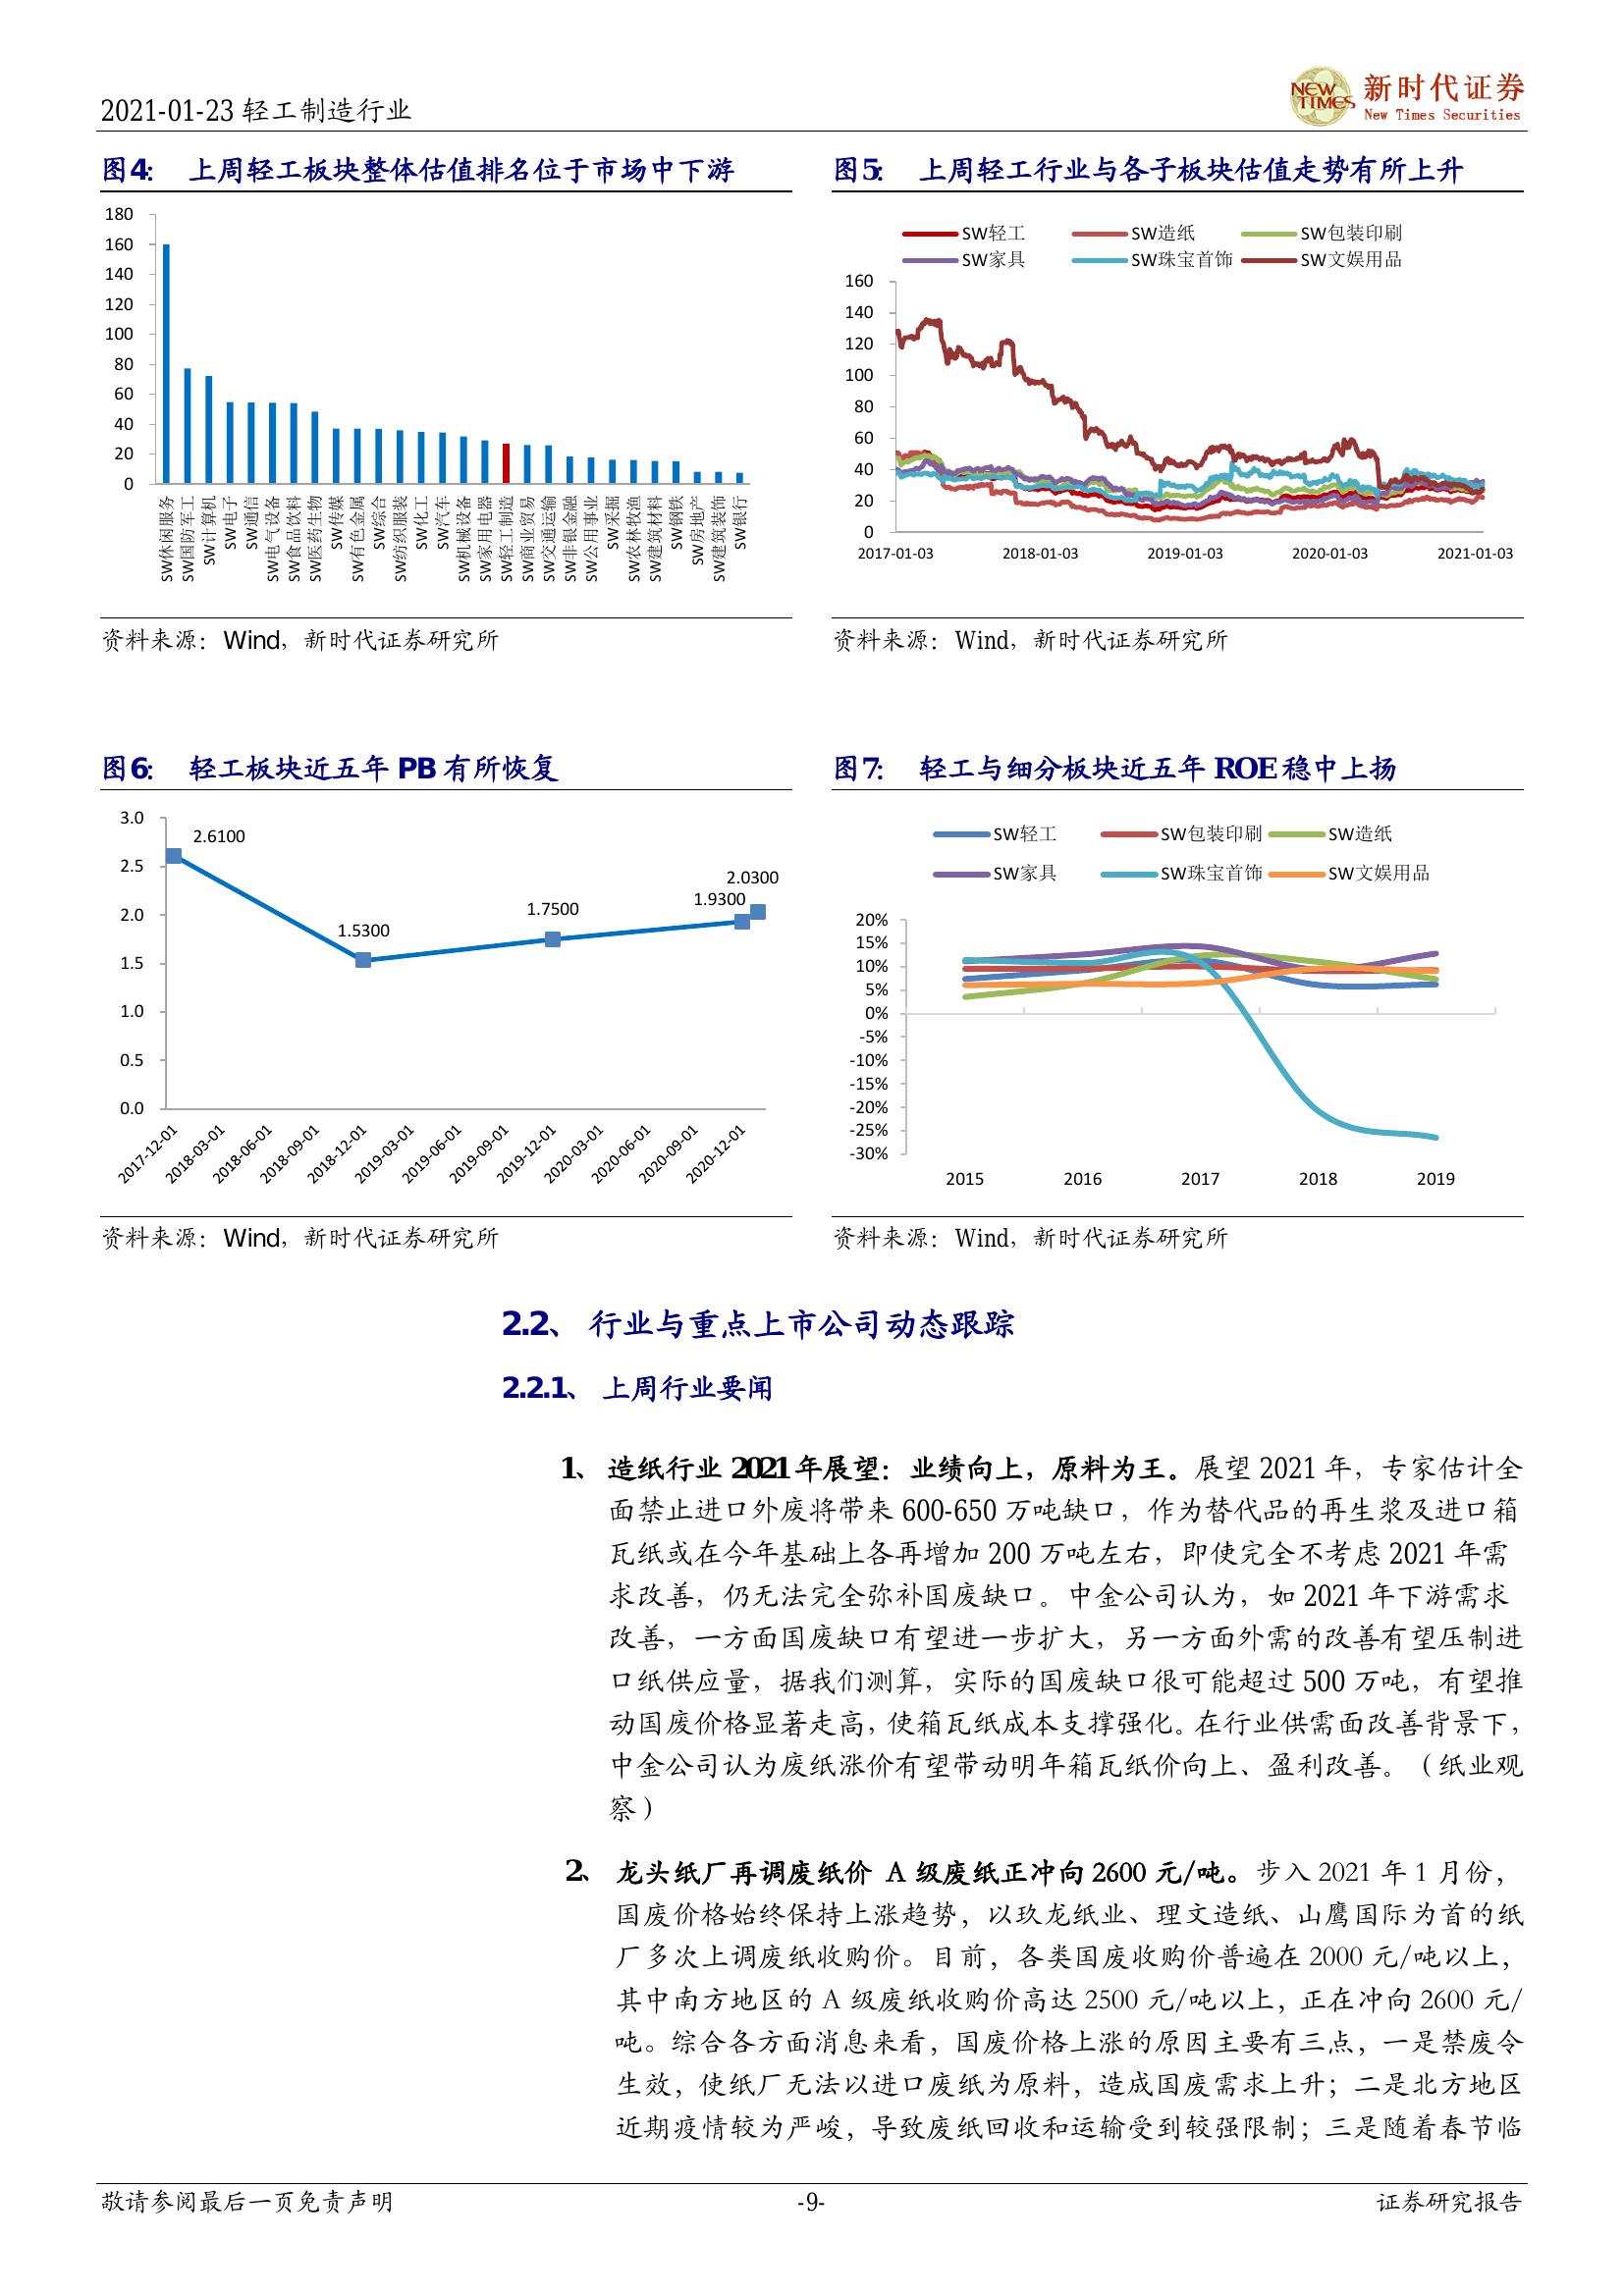 2021-01-23 轻工制造行业
NEW TIMES 新时代证券
New Times Securities
图4: 上周轻工板块整体估值排名位于市场中下游
180
160
140
120
100
80
60
40
20
0
SW休闲服务
SW国防军工
SW计算机
SW电子
SW通信
SW电气设备
SW食品饮料
SW医药生物
SW传媒
SW有色金属
SW综合
SW纺织服装
SW化工
SW汽车
SW机械设备
SW家用电器
SW轻工制造
SW商业贸易
SW交通运输
SW非银金融
SW公用事业
SW采掘
SW农林牧渔
SW建筑材料
SW钢铁
SW房地产
SW建筑装饰
SW银行
资料来源：Wind，新时代证券研究所
图5: 上周轻工行业与各子板块估值走势有所上升
SW轻工 SW造纸 SW包装印刷
SW家具 SW珠宝首饰 SW文娱用品
160
140
120
100
80
60
40
20
0
2017-01-03 2018-01-03 2019-01-03 2020-01-03 2021-01-03
资料来源：Wind，新时代证券研究所
图6: 轻工板块近五年 PB 有所恢复
3.0
2.5
2.0
1.5
1.0
0.5
0.0
2.6100
1.5300
1.7500
1.9300
2.0300
2017-12-01
2018-03-01
2018-06-01
2018-09-01
2018-12-01
2019-03-01
2019-06-01
2019-09-01
2019-12-01
2020-03-01
2020-06-01
2020-09-01
2020-12-01
资料来源：Wind，新时代证券研究所
图7: 轻工与细分板块近五年 ROE 稳中上扬
SW轻工 SW包装印刷 SW造纸
SW家具 SW珠宝首饰 SW文娱用品
20%
15%
10%
5%
0%
-5%
-10%
-15%
-20%
-25%
-30%
2015 2016 2017 2018 2019
资料来源：Wind，新时代证券研究所
2.2、 行业与重点上市公司动态跟踪
2.2.1、 上周行业要闻
1、 造纸行业 2021 年展望：业绩向上，原料为王。展望 2021 年，专家估计全
面禁止进口外废将带来 600-650 万吨缺口，作为替代品的再生浆及进口箱
瓦纸或在今年基础上各再增加 200 万吨左右，即使完全不考虑 2021 年需
求改善，仍无法完全弥补国废缺口。中金公司认为，如 2021 年下游需求
改善，一方面国废缺口有望进一步扩大，另一方面外需的改善有望压制进
口纸供应量，据我们测算，实际的国废缺口很可能超过 500 万吨，有望推
动国废价格显著走高，使箱瓦纸成本支撑强化。在行业供需面改善背景下，
中金公司认为废纸涨价有望带动明年箱瓦纸价向上、盈利改善。（纸业观
察）
2、 龙头纸厂再调废纸价 A 级废纸正冲向 2600 元/吨。步入 2021 年 1 月份，
国废价格始终保持上涨趋势，以玖龙纸业、理文造纸、山鹰国际为首的纸
厂多次上调废纸收购价。目前，各类国废收购价普遍在 2000 元/吨以上，
其中南方地区的 A 级废纸收购价高达 2500 元/吨以上，正在冲向 2600 元/
吨。综合各方面消息来看，国废价格上涨的原因主要有三点，一是禁废令
生效，使纸厂无法以进口废纸为原料，造成国废需求上升；二是北方地区
近期疫情较为严峻，导致废纸回收和运输受到较强限制；三是随着春节临
敬请参阅最后一页免责声明 -9- 证券研究报告